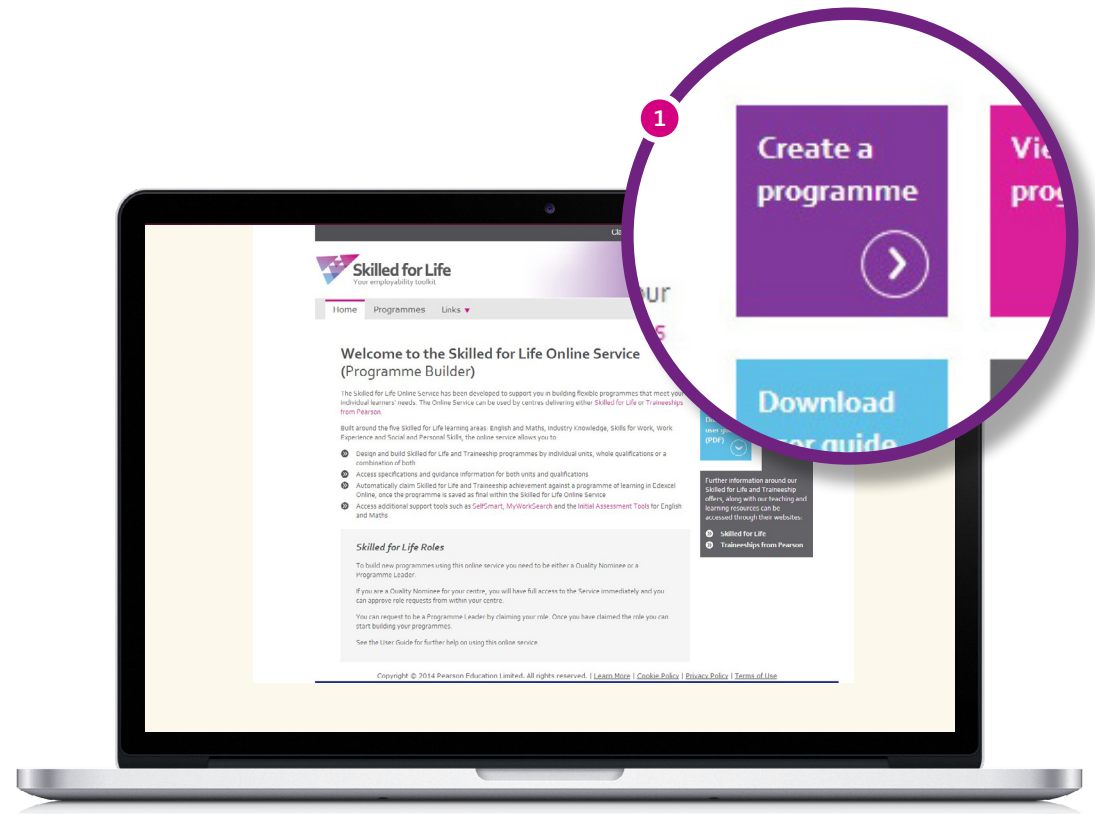 1
Create a
programme
Vie
prog
Download
user guide
Skilled for Life
Your employability toolkit
our
s
Home Programmes Links
Welcome to the Skilled for Life Online Service
(Programme Builder)
The Skilled for Life Online Service has been developed to support you in building flexible programmes that meet your
individual learners' needs. The Online Service can be used by centres delivering either Skilled for Life or Traineeships
from Pearson.
Built around the five Skilled for Life learning areas: English and Maths, Industry Knowledge, Skills for Work, Work
Experience and Social and Personal Skills, the online service allows you to:
Design and build Skilled for Life and Traineeship programmes by individual units, whole qualifications or a
combination of both
Access specifications and guidance information for both units and qualifications
Automatically claim Skilled for Life and Traineeship achievement against a programme of learning in Edexcel
Online, once the programme is saved as final within the Skilled for Life Online Service
Access additional support tools such as SelfSmart, MyWorkSearch and the Initial Assessment Tools for English
and Maths
(PDF)
Further information around our
Skilled for Life and Traineeship
offers, along with our teaching and
learning resources can be
accessed through their websites:
Skilled for Life
Traineeships from Pearson
Skilled for Life Roles
To build new programmes using this online service you need to be either a Quality Nominee or a
Programme Leader.
If you are a Quality Nominee for your centre, you will have full access to the Service immediately and you
can approve role requests from within your centre.
You can request to be a Programme Leader by claiming your role. Once you have claimed the role you can
start building your programmes.
See the User Guide for further help on using this online service.
Copyright © 2014 Pearson Education Limited. All rights reserved. | Learn More | Cookie Policy | Privacy Policy | Terms of Use